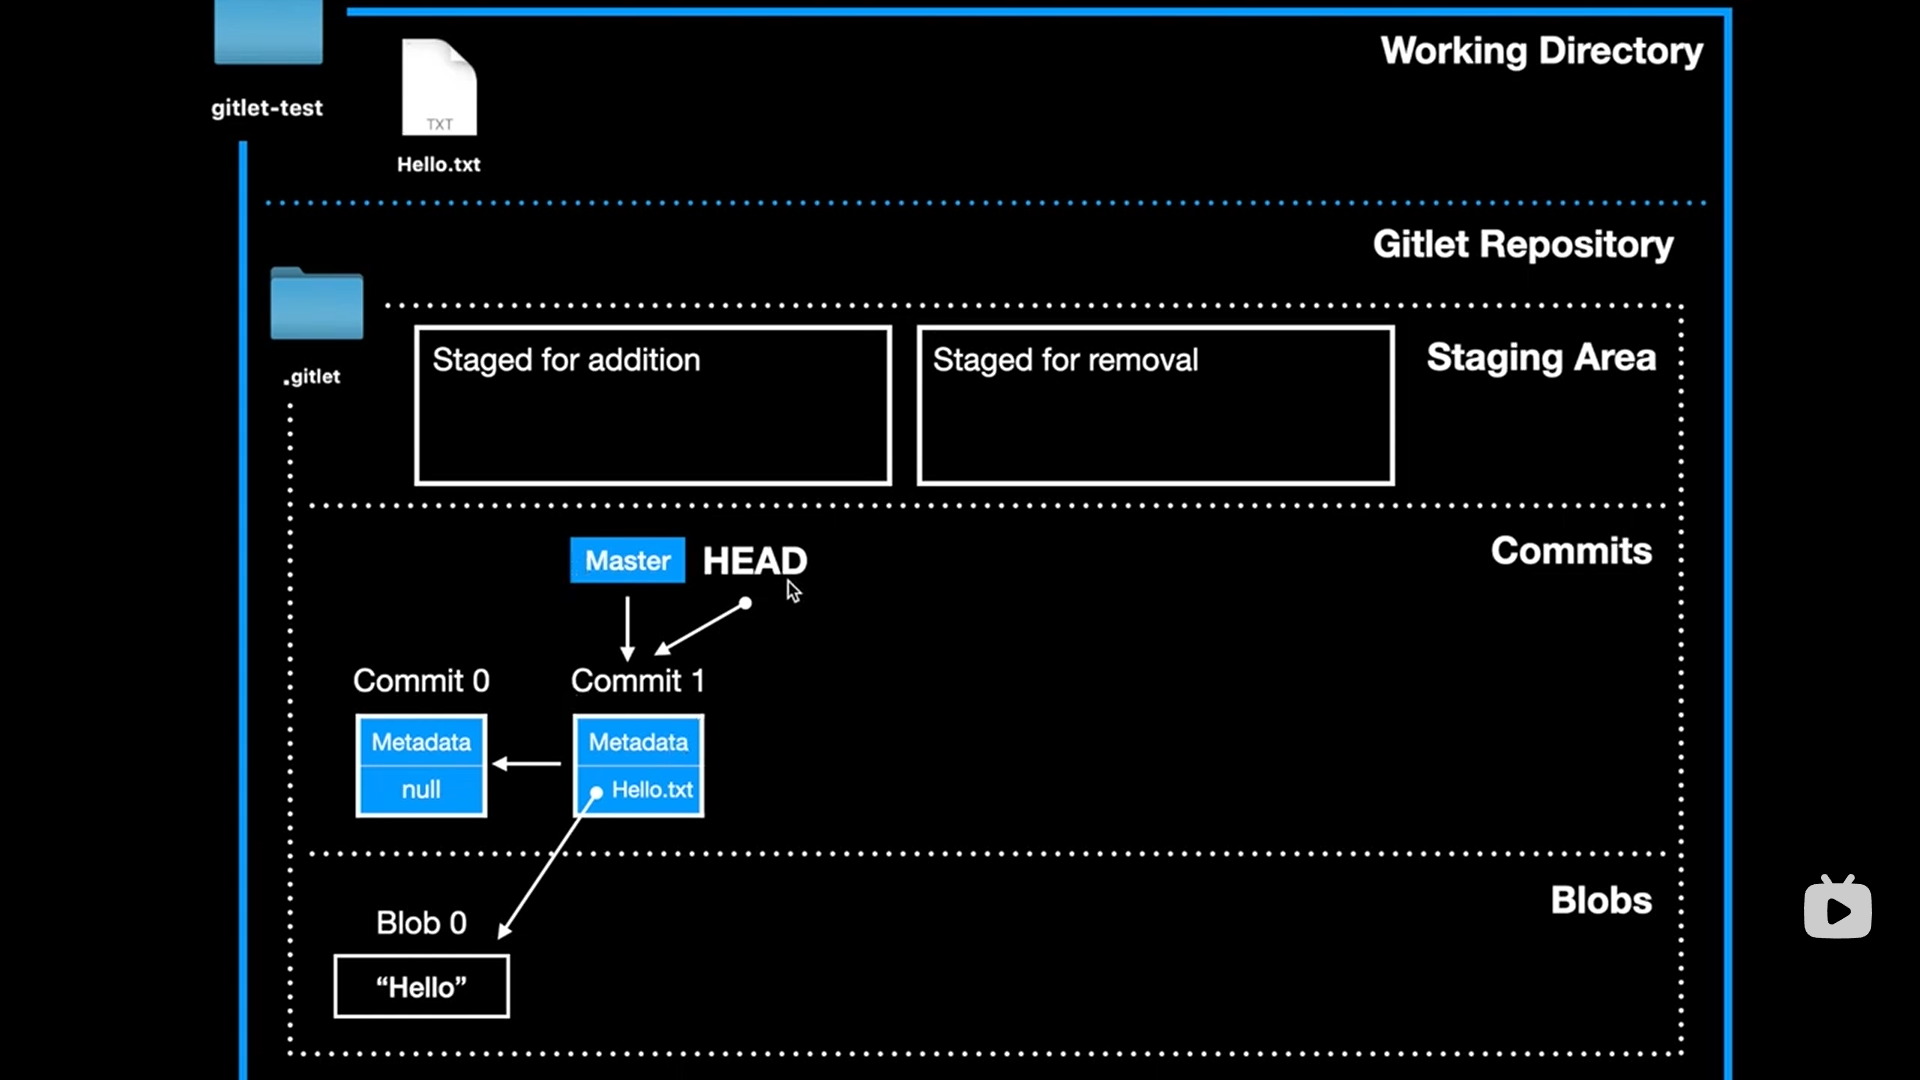 Working Directory
gitlet-test
TXT
Hello.txt
Gitlet Repository
.gitlet
Staged for addition
Staged for removal
Staging Area
Master
HEAD
Commits
Commit 0
Commit 1
Metadata
null
Metadata
Hello.txt
Blobs
Blob 0
“Hello”